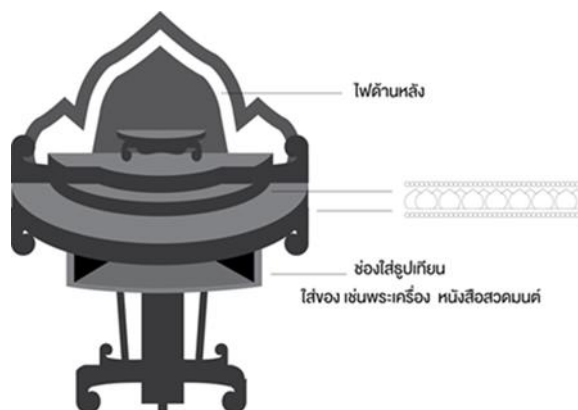 ไฟด้านหลัง
ช่องใส่ธูปเทียน
ใส่ของ เช่นพระเครื่อง หนังสือสวดมนต์